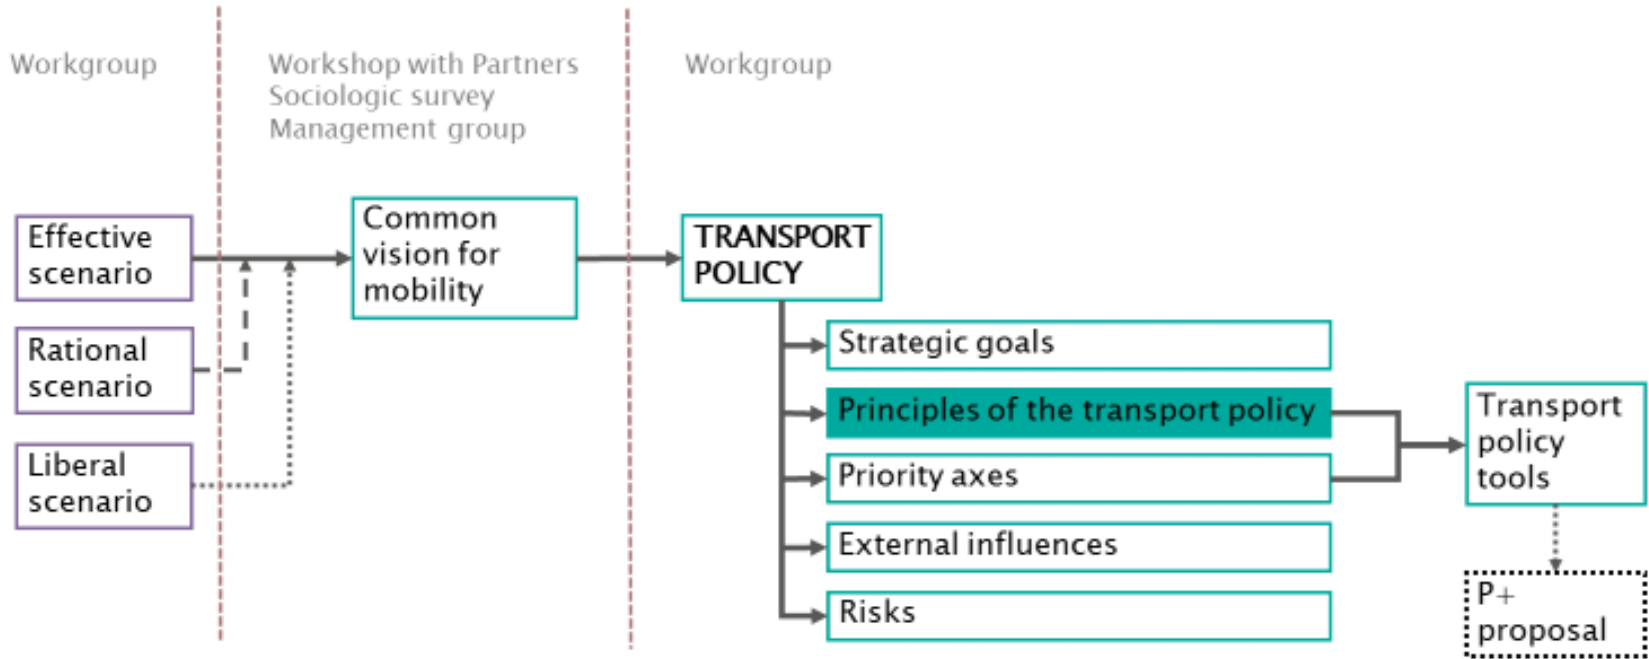 Workgroup
Workshop with Partners
Sociologic survey
Management group
Workgroup
Effective
scenario
Rational
scenario
Liberal
scenario
Common
vision for
mobility
TRANSPORT
POLICY
Strategic goals
Principles of the transport policy
Priority axes
External influences
Risks
Transport
policy
tools
P+
proposal